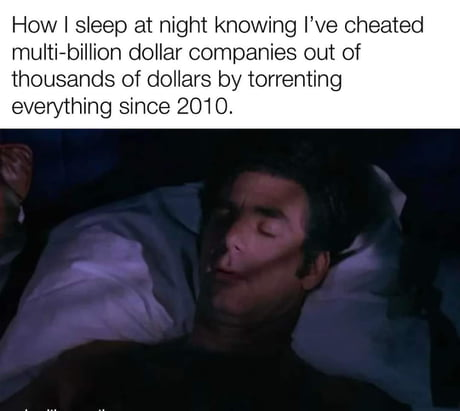 How I sleep at night knowing I’ve cheated
multi-billion dollar companies out of
thousands of dollars by torrenting
everything since 2010.